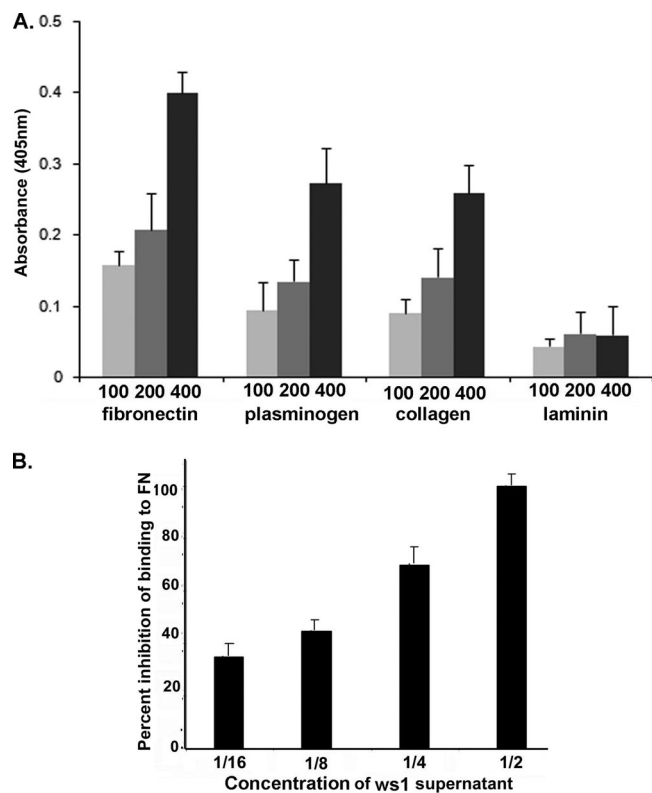 A.
Absorbance (405nm)
0.5
0.4
0.3
0.2
0.1
0
100 200 400 100 200 400 100 200 400 100 200 400
fibronectin plasminogen collagen laminin
B.
Percent inhibition of binding to FN
100
80
60
40
20
0
1/16 1/8 1/4 1/2
Concentration of ws1 supernatant